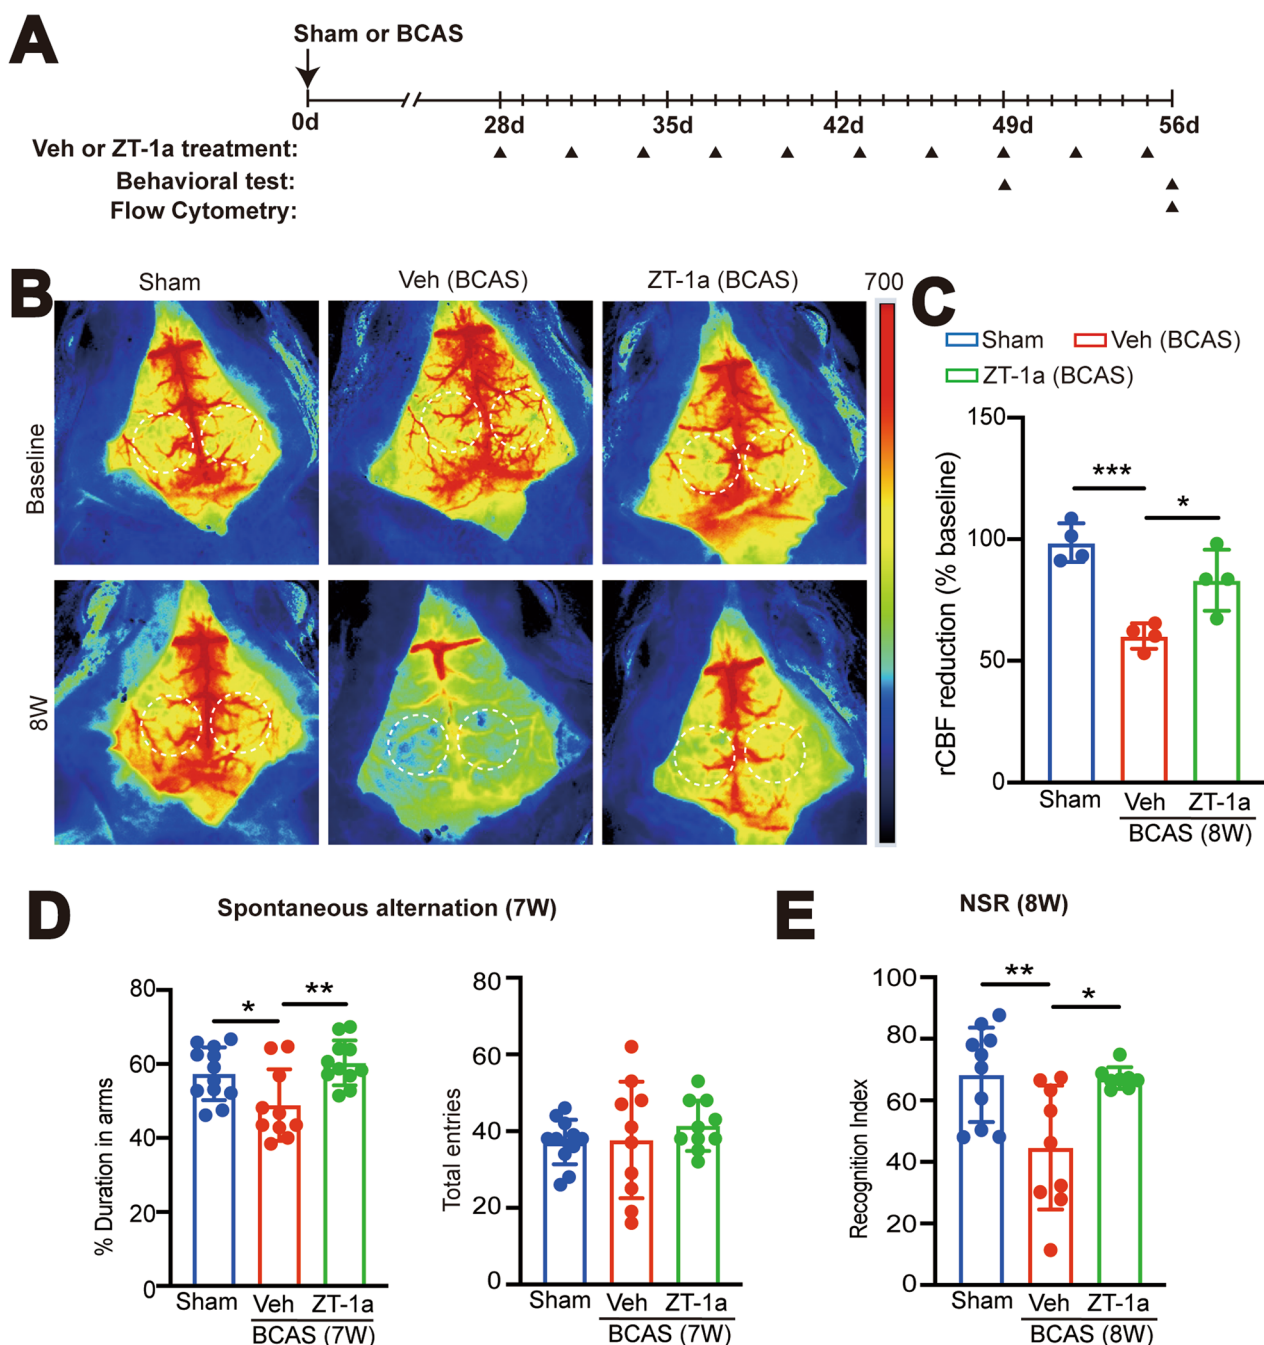 A
Sham or BCAS
0d 28d 35d 42d 49d 56d
Veh or ZT-1a treatment:
Behavioral test:
Flow Cytometry:
B
Sham Veh (BCAS) ZT-1a (BCAS) 700
Baseline
8W
C
Sham Veh (BCAS)
ZT-1a (BCAS)
rCBF reduction (% baseline)
150
100
50
0
***
*
Sham Veh ZT-1a
BCAS (8W)
D
Spontaneous alternation (7W)
% Duration in arms
80
60
40
20
0
*
**
Sham Veh ZT-1a
BCAS (7W)
Total entries
80
60
40
20
0
Sham Veh ZT-1a
BCAS (7W)
E
NSR (8W)
Recognition Index
100
80
60
40
20
0
**
*
Sham Veh ZT-1a
BCAS (8W)